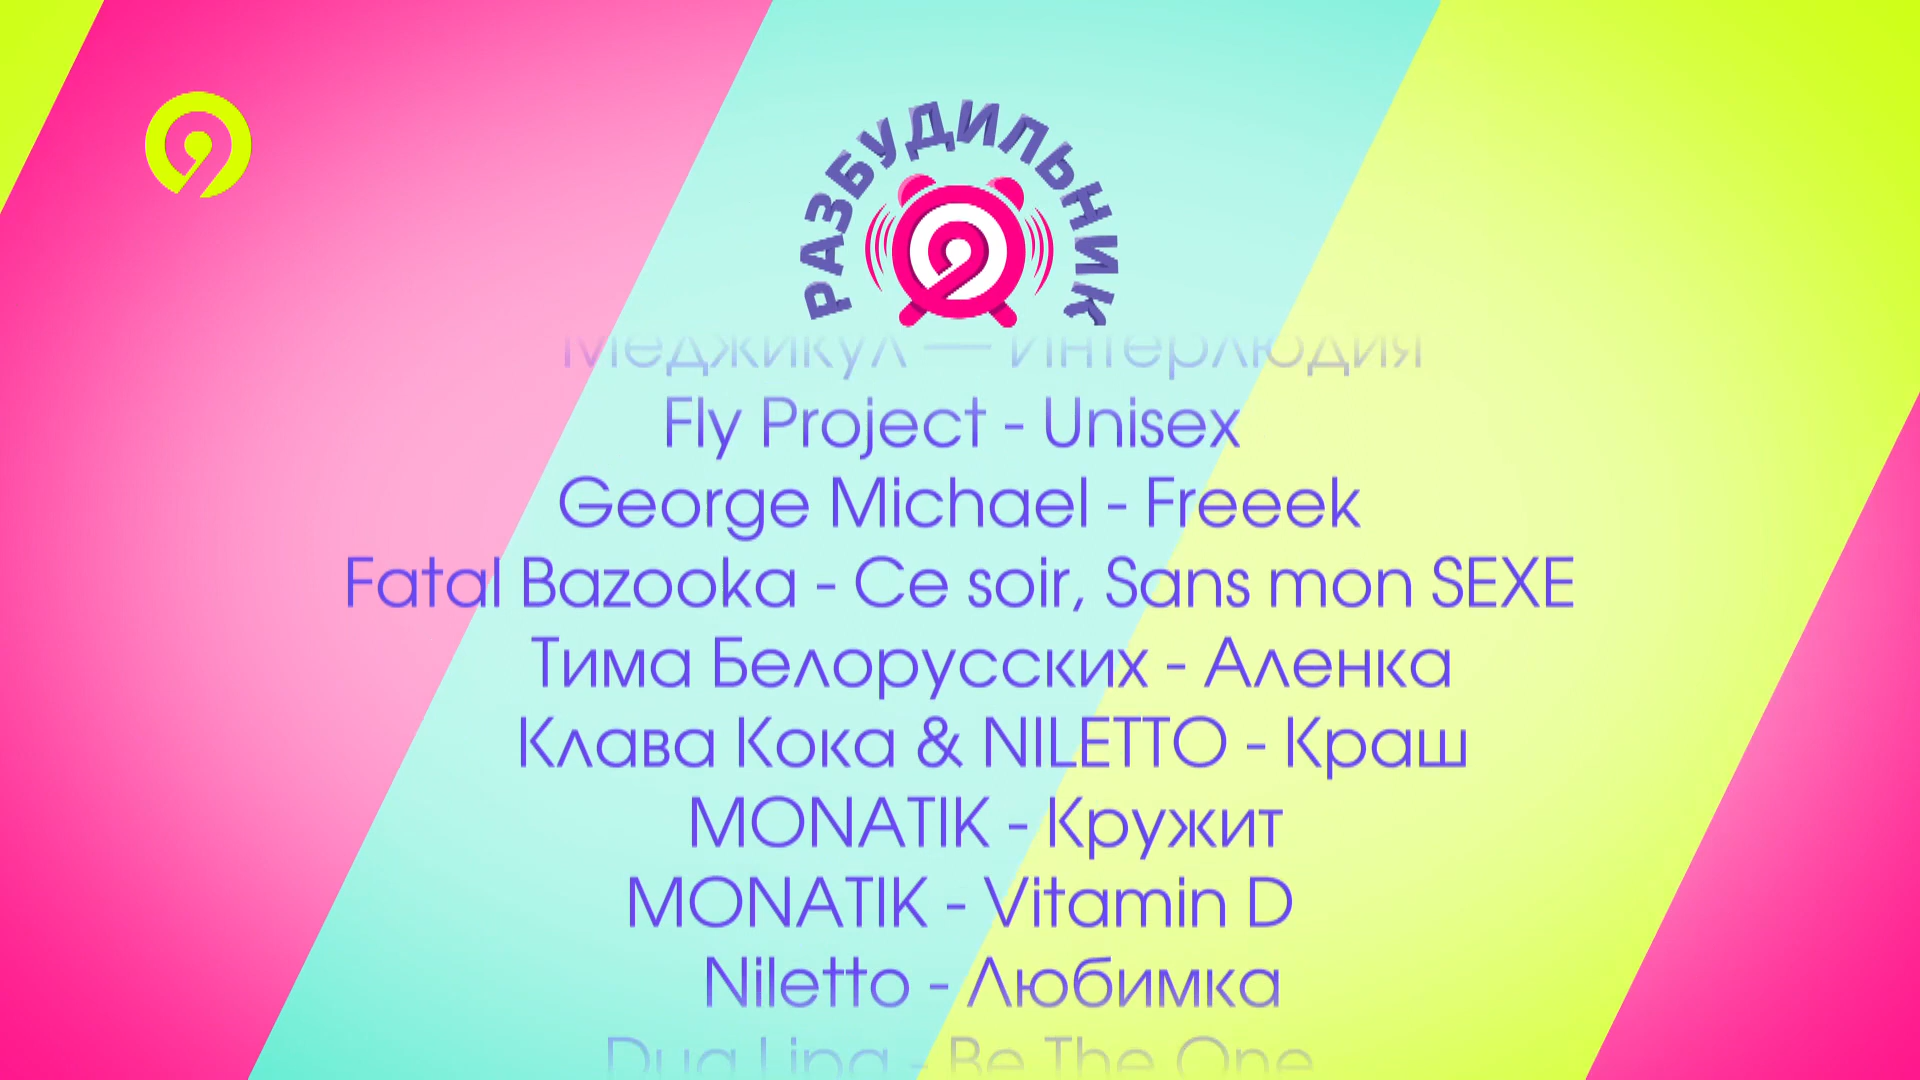 РАЗБУДИЛЬНИК
Меджикул — Интерлюдия
Fly Project - Unisex
George Michael - Freeek
Fatal Bazooka - Ce soir, Sans mon SEXE
Тима Белорусских - Аленка
Клава Кока & NILETTO - Краш
MONATIK - Кружит
MONATIK - Vitamin D
Niletto - Любимка
Dua Lipa - Be The One